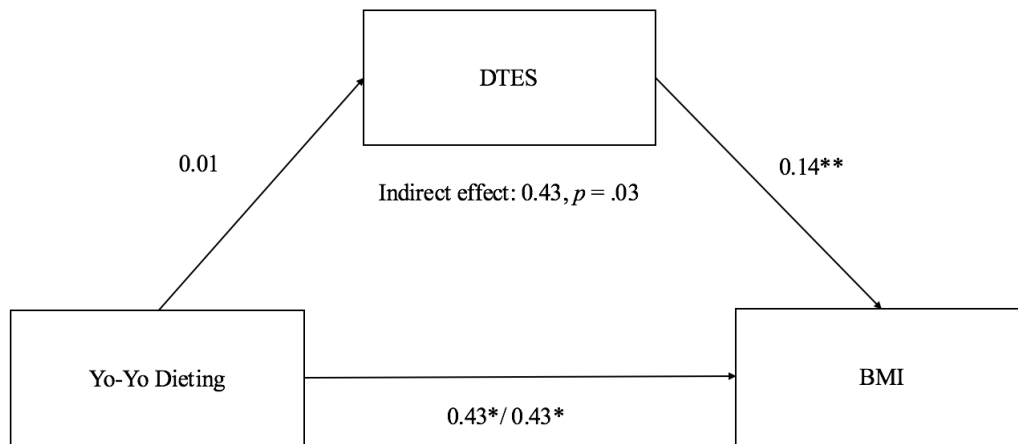 DTES
0.01
0.14**
Indirect effect: 0.43, p = .03
Yo-Yo Dieting
BMI
0.43*/ 0.43*